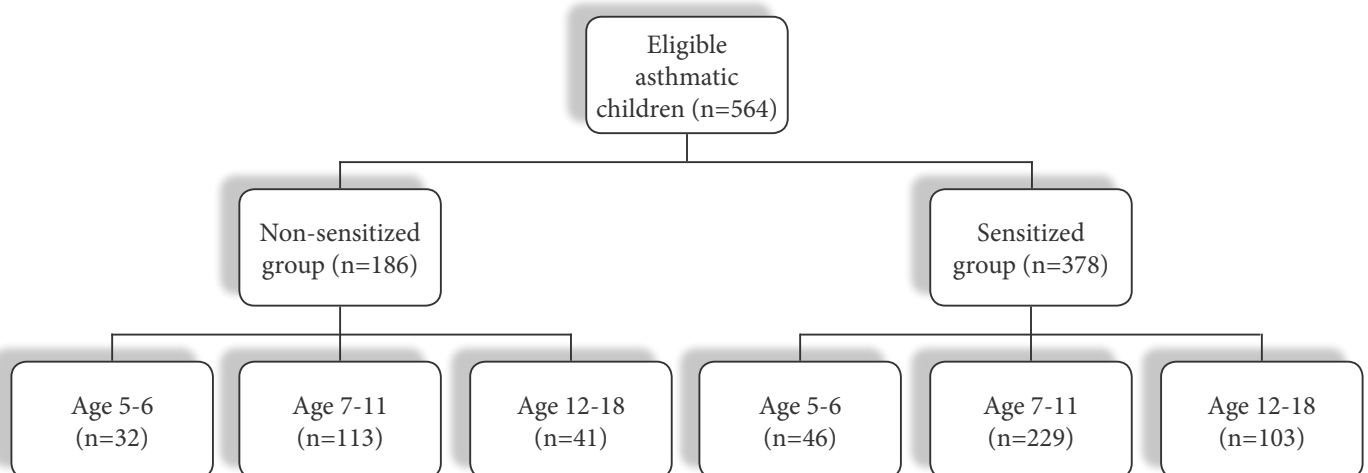 Eligible
asthmatic
children (n=564)
Non-sensitized
group (n=186)
Sensitized
group (n=378)
Age 5-6
(n=32)
Age 7-11
(n=113)
Age 12-18
(n=41)
Age 5-6
(n=46)
Age 7-11
(n=229)
Age 12-18
(n=103)